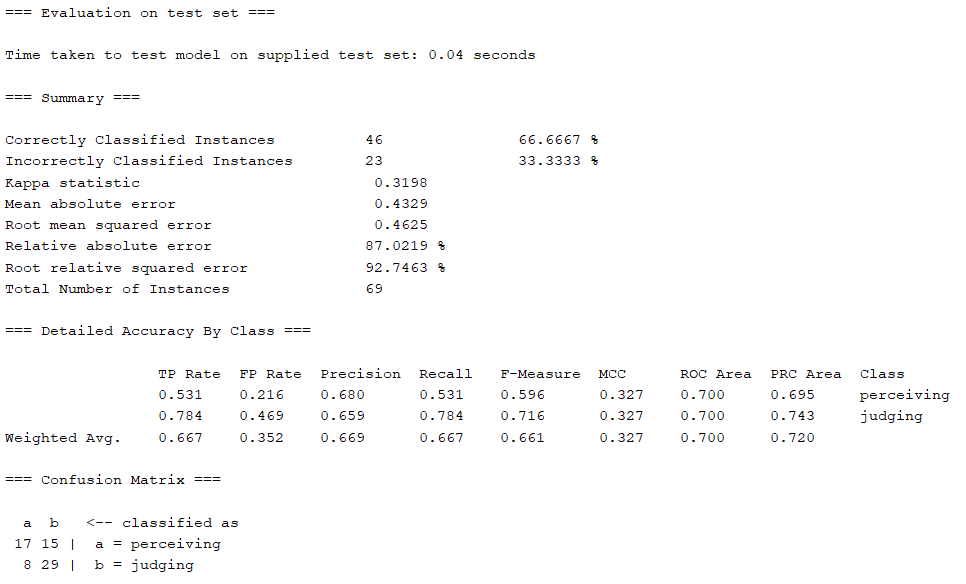 === Evaluation on test set ===
Time taken to test model on supplied test set: 0.04 seconds
=== Summary ===
Correctly Classified Instances 46 66.6667 %
Incorrectly Classified Instances 23 33.3333 %
Kappa statistic 0.3198
Mean absolute error 0.4329
Root mean squared error 0.4625
Relative absolute error 87.0219 %
Root relative squared error 92.7463 %
Total Number of Instances 69
=== Detailed Accuracy By Class ===
TP Rate FP Rate Precision Recall F-Measure MCC ROC Area PRC Area Class
0.531 0.216 0.680 0.531 0.596 0.327 0.700 0.695 perceiving
0.784 0.469 0.659 0.784 0.716 0.327 0.700 0.743 judging
Weighted Avg. 0.667 0.352 0.669 0.667 0.661 0.327 0.700 0.720
=== Confusion Matrix ===
a b <-- classified as
17 15 | a = perceiving
8 29 | b = judging